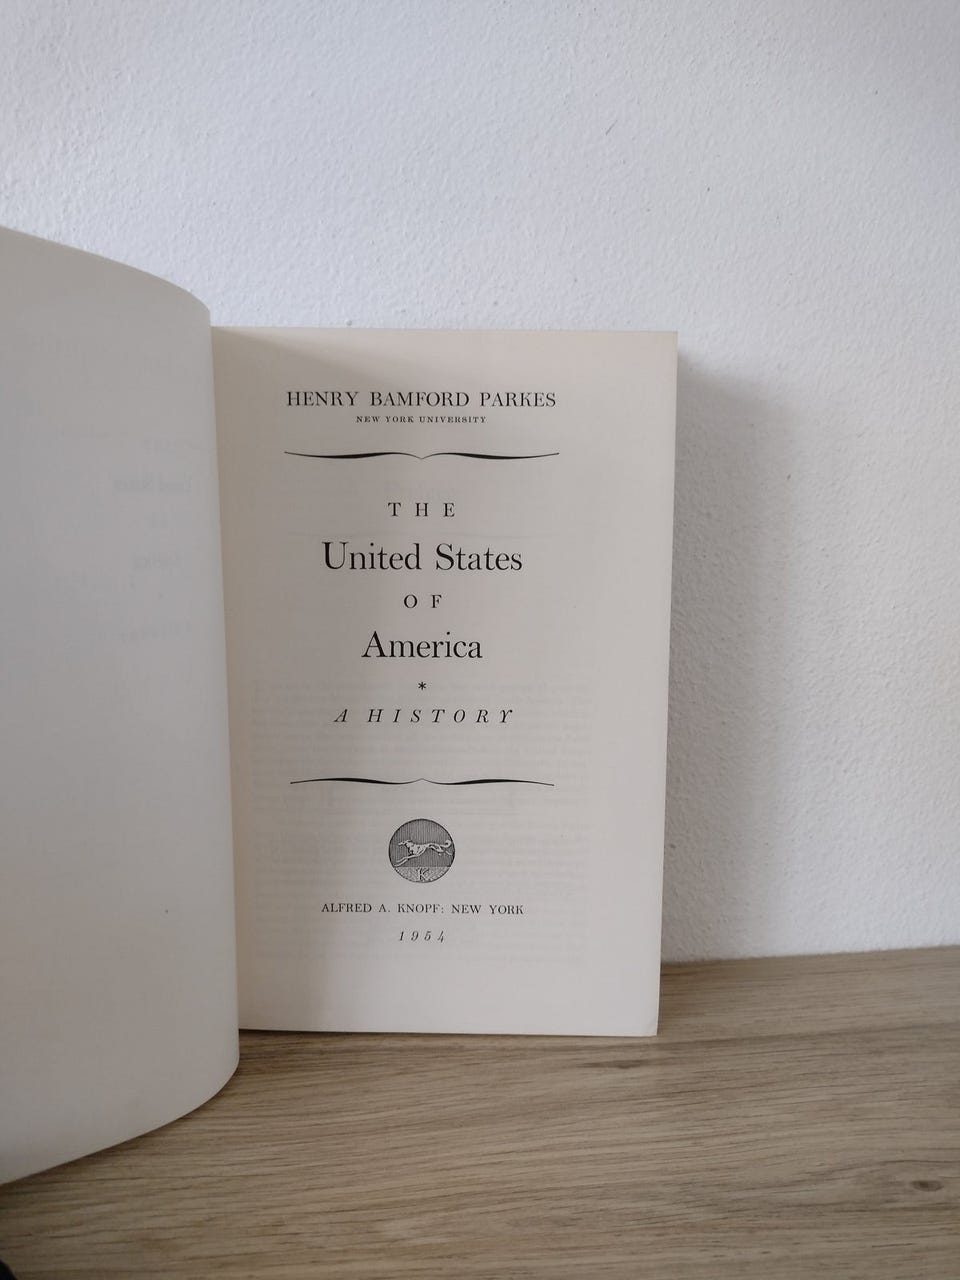 HENRY BAMFORD PARKES
NEW YORK UNIVERSITY
THE
United States
OF
America
*
A HISTORY
K
ALFRED A. KNOPF: NEW YORK
1954